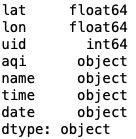 lat float64
lon float64
uid int64
aqi object
name object
time object
date object
dtype: object